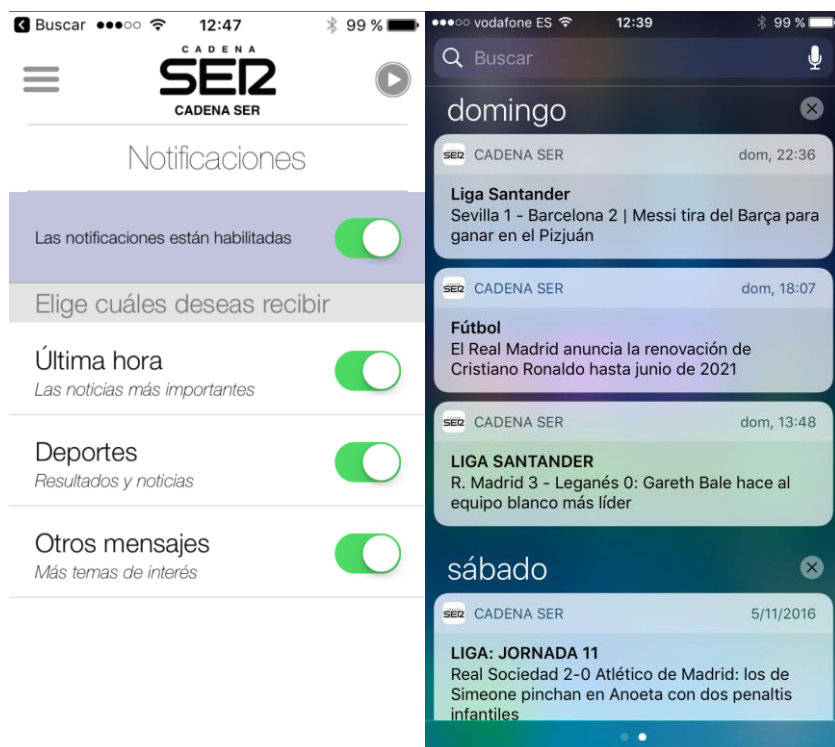 Buscar 12:47 99 %
CADENA
SER
CADENA SER
Notificaciones
Las notificaciones están habilitadas
Elige cuáles deseas recibir
Última hora
Las noticias más importantes
Deportes
Resultados y noticias
Otros mensajes
Más temas de interés
vodafone ES 12:39 99 %
Buscar
domingo
SER CADENA SER dom, 22:36
Liga Santander
Sevilla 1 - Barcelona 2 | Messi tira del Barça para
ganar en el Pizjuán
SER CADENA SER dom, 18:07
Fútbol
El Real Madrid anuncia la renovación de
Cristiano Ronaldo hasta junio de 2021
SER CADENA SER dom, 13:48
LIGA SANTANDER
R. Madrid 3 - Leganés 0: Gareth Bale hace al
equipo blanco más líder
sábado
SER CADENA SER 5/11/2016
LIGA: JORNADA 11
Real Sociedad 2-0 Atlético de Madrid: los de
Simeone pinchan en Anoeta con dos penaltis
infantiles